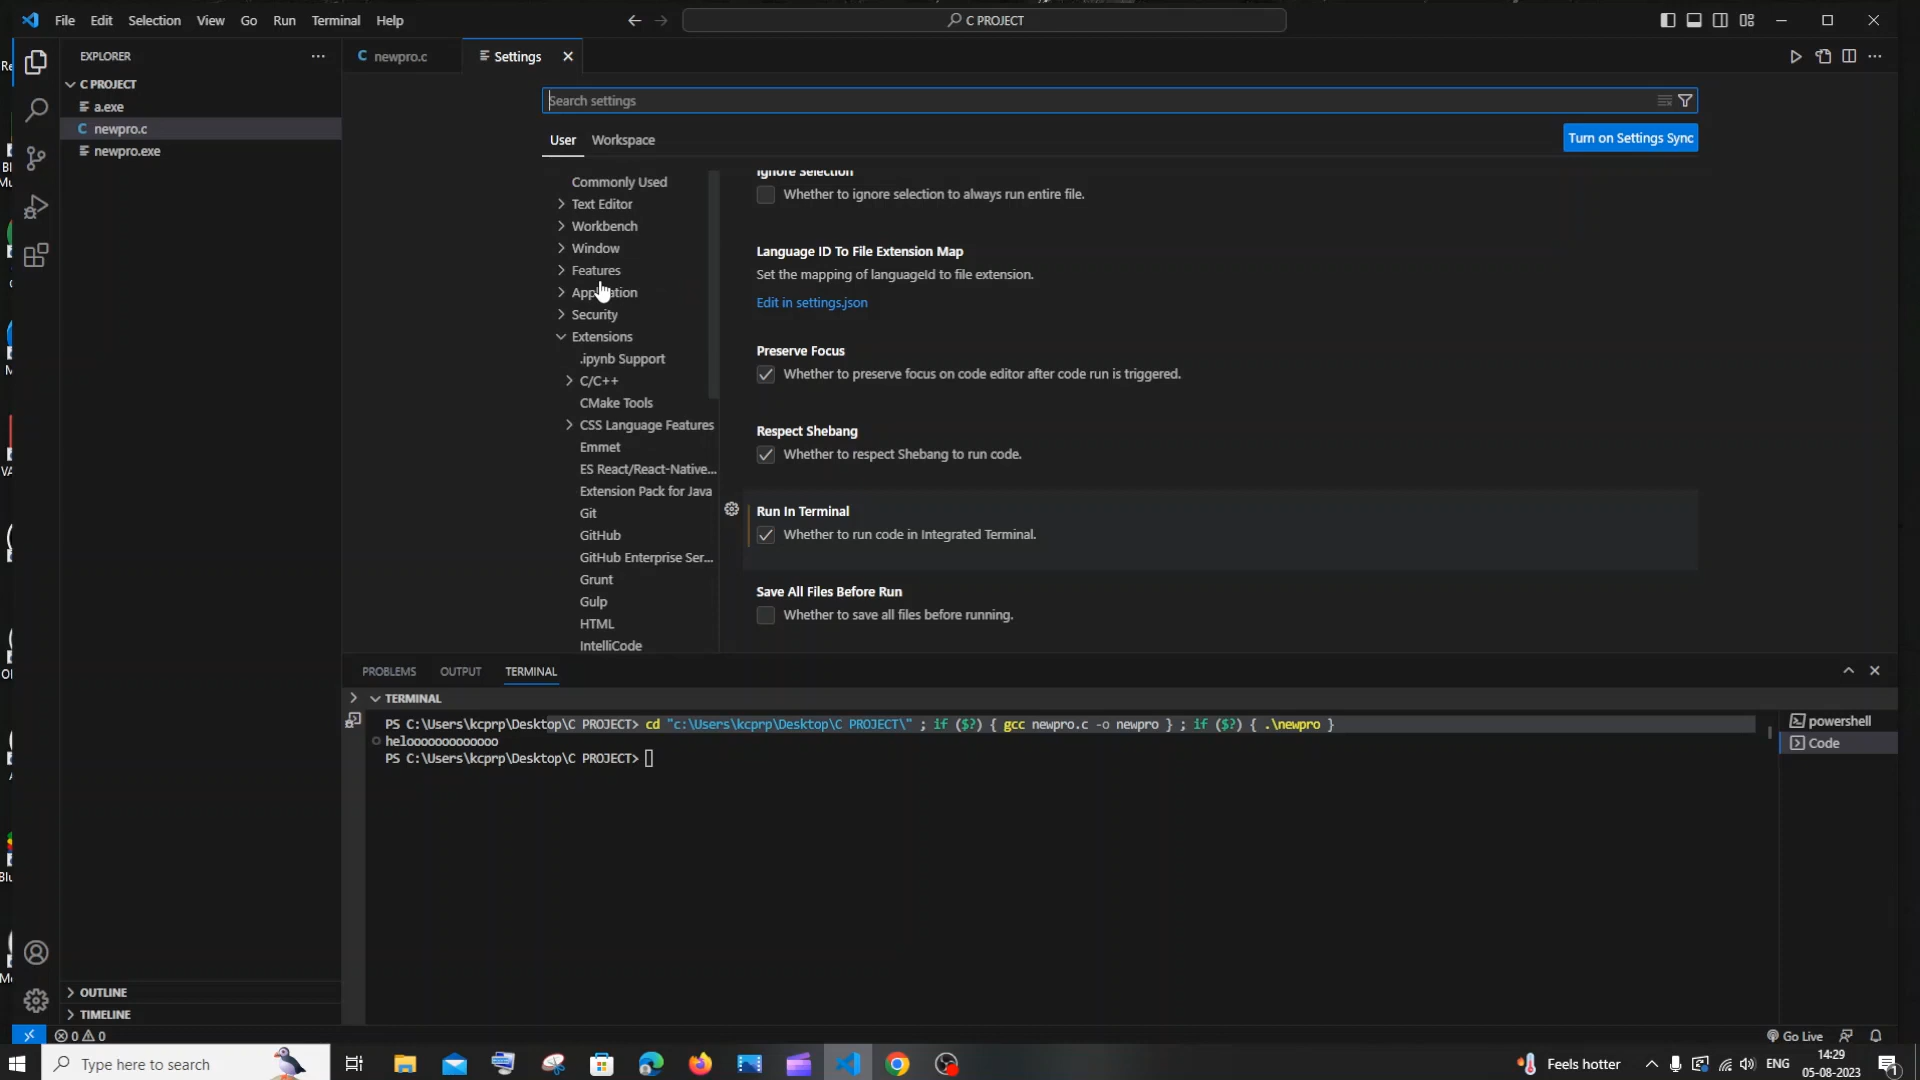 File Edit Selection View Go Run Terminal Help
C PROJECT
EXPLORER
C PROJECT
a.exe
C newpro.c
newpro.exe
OUTLINE
TIMELINE
C newpro.c
Settings
Search settings
User Workspace
Turn on Settings Sync
Commonly Used
Text Editor
Workbench
Window
Features
Application
Security
Extensions
.ipynb Support
C/C++
CMake Tools
CSS Language Features
Emmet
ES React/React-Native...
Extension Pack for Java
Git
GitHub
GitHub Enterprise Ser...
Grunt
Gulp
HTML
IntelliCode
Ignore Selection
Whether to ignore selection to always run entire file.
Language ID To File Extension Map
Set the mapping of languageId to file extension.
Edit in settings.json
Preserve Focus
Whether to preserve focus on code editor after code run is triggered.
Respect Shebang
Whether to respect Shebang to run code.
Run In Terminal
Whether to run code in Integrated Terminal.
Save All Files Before Run
Whether to save all files before running.
PROBLEMS OUTPUT TERMINAL
TERMINAL
PS C:\Users\kcprp\Desktop\C PROJECT> cd "c:\Users\kcprp\Desktop\C PROJECT\" ; if ($?) { gcc newpro.c -o newpro } ; if ($?) { .\newpro }
helooooooooooooo
PS C:\Users\kcprp\Desktop\C PROJECT>
powershell
Code
0 0
Go Live
Type here to search
Feels hotter
ENG
14:29
05-08-2023
1